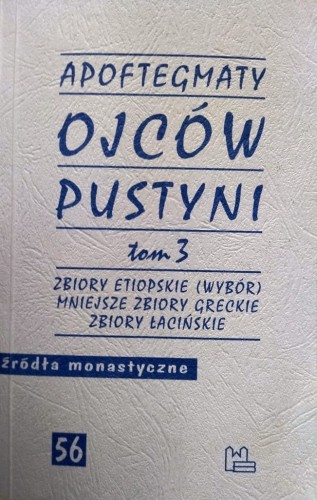 APOFTEGMATY
OJCÓW
PUSTYNI
tom 3
ZBIORY ETIOPSKIE (WYBÓR)
MNIEJSZE ZBIORY GRECKIE
ZBIORY ŁACIŃSKIE
źródła monastyczne
56